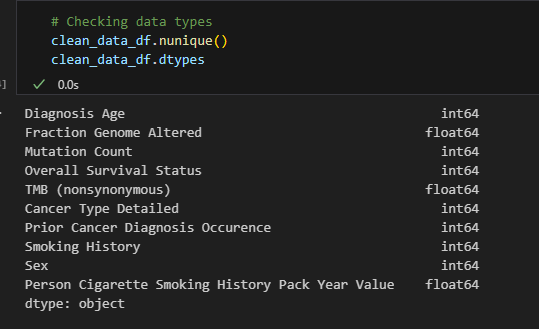 # Checking data types
clean_data_df.nunique()
clean_data_df.dtypes
]
✓ 0.0s
Diagnosis Age int64
Fraction Genome Altered float64
Mutation Count int64
Overall Survival Status int64
TMB (nonsynonymous) float64
Cancer Type Detailed int64
Prior Cancer Diagnosis Occurence int64
Smoking History int64
Sex int64
Person Cigarette Smoking History Pack Year Value float64
dtype: object